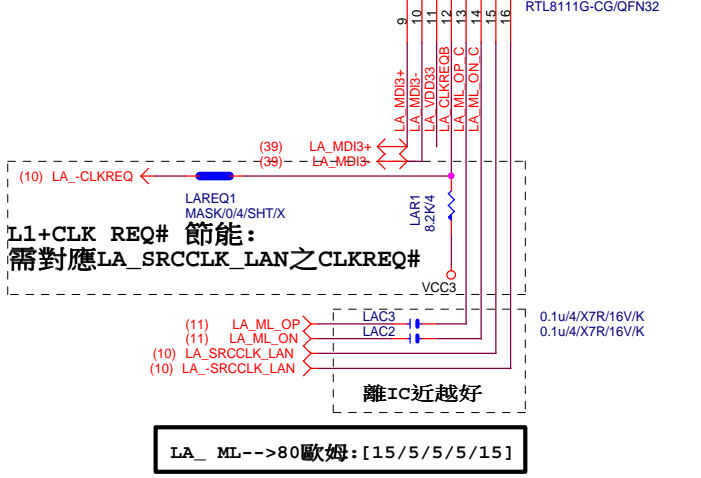 RTL8111G-CG/QFN32
9
10
11
12
13
14
15
16
LA_MDI3+
LA_MDI3-
LA_VDD33
LA_CLKREQB
LA_ML_OP_C
LA_ML_ON_C
(39) LA_MDI3+
(39) LA_MDI3-
(10) LA_-CLKREQ
LAREQ1
MASK/0/4/SHT/X
LAR1
8.2K/4
L1+CLK REQ# 節能:
需對應LA_SRCCLK_LAN之CLKREQ#
VCC3
(11) LA_ML_OP
LAC3
0.1u/4/X7R/16V/K
(11) LA_ML_ON
LAC2
0.1u/4/X7R/16V/K
(10) LA_SRCCLK_LAN
(10) LA_-SRCCLK_LAN
離IC近越好
LA_ ML-->80歐姆:[15/5/5/5/15]